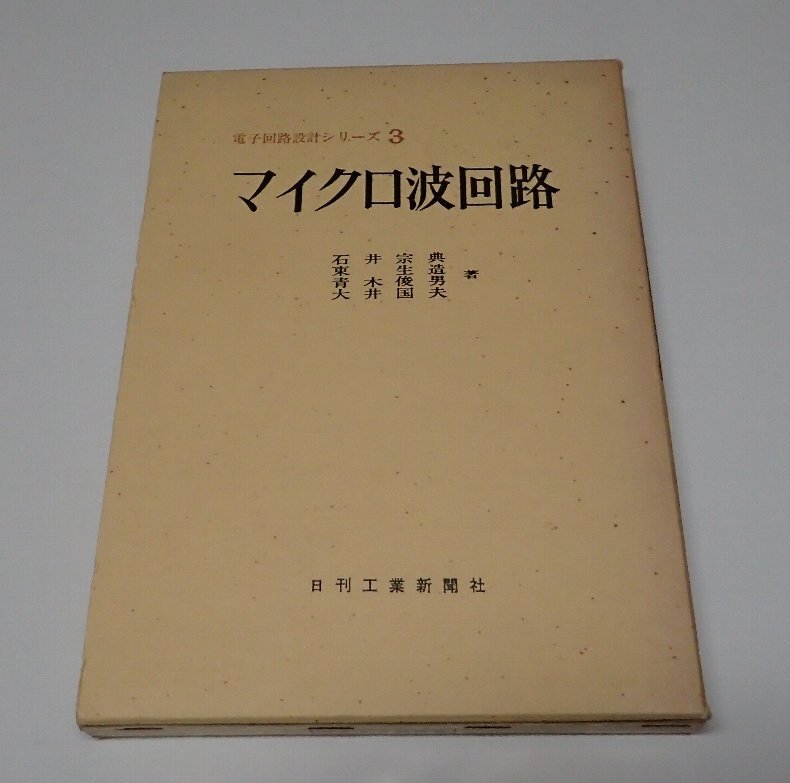 電子回路設計シリーズ 3
マイクロ波回路
石井宗典
東生造
青木俊男
大井国夫
著
日刊工業新聞社